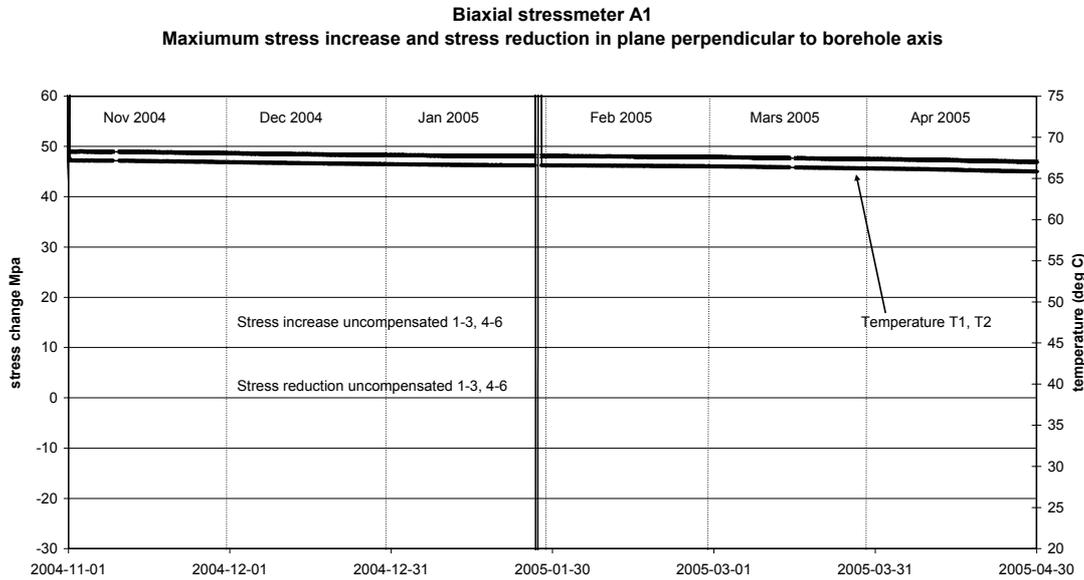 Biaxial stressmeter A1
Maxiumum stress increase and stress reduction in plane perpendicular to borehole axis
60
50
40
30
20
10
0
-10
-20
-30
stress change Mpa
Nov 2004
Dec 2004
Jan 2005
Feb 2005
Mars 2005
Apr 2005
Stress increase uncompensated 1-3, 4-6
Stress reduction uncompensated 1-3, 4-6
Temperature T1, T2
75
70
65
60
55
50
45
40
35
30
25
20
temperature (deg C)
2004-11-01
2004-12-01
2004-12-31
2005-01-30
2005-03-01
2005-03-31
2005-04-30